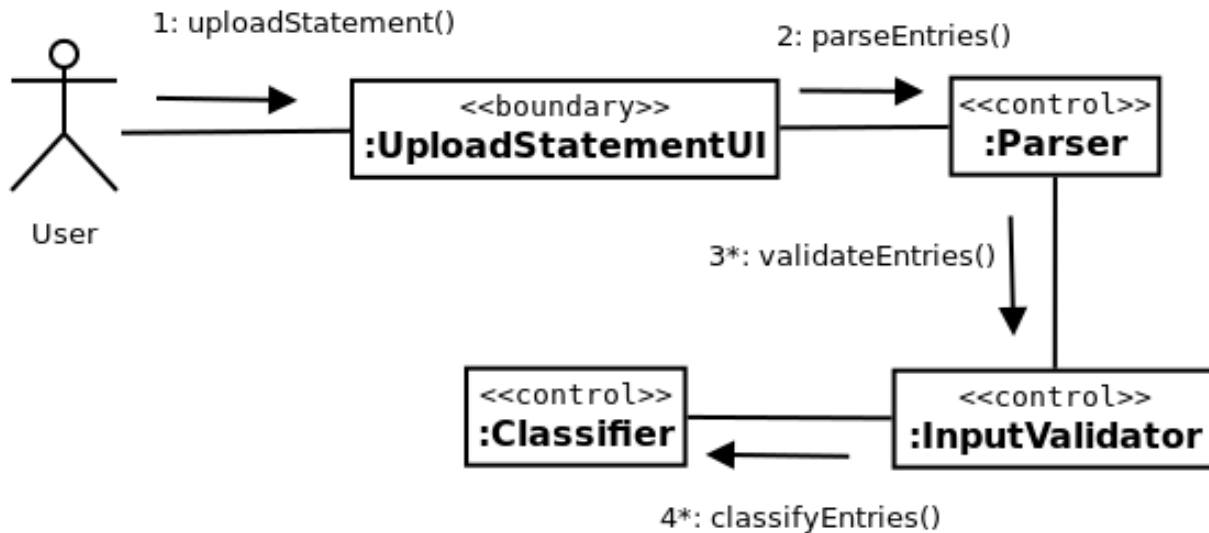 1: uploadStatement()
2: parseEntries()
<<boundary>>
:UploadStatementUI
<<control>>
:Parser
User
3*: validateEntries()
<<control>>
:Classifier
<<control>>
:InputValidator
4*: classifyEntries()